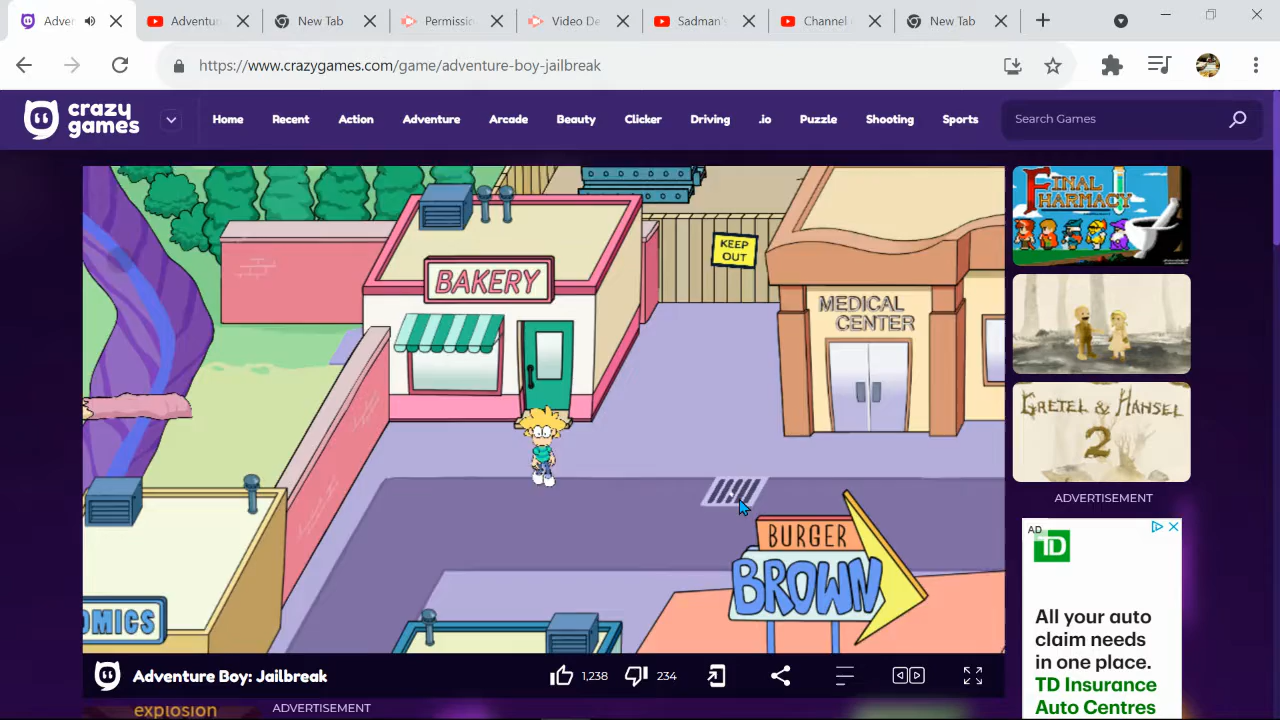 Adver
Adventur
New Tab
Permissio
Video De
Sadman's
Channel
New Tab
https://www.crazygames.com/game/adventure-boy-jailbreak
crazy
games
Home
Recent
Action
Adventure
Arcade
Beauty
Clicker
Driving
.io
Puzzle
Shooting
Sports
Search Games
FINAL
PHARMACY
KEEP
OUT
BAKERY
MEDICAL
CENTER
GRETEL & HANSEL
2
ADVERTISEMENT
BURGER
BROWN
OMICS
AD
TD
All your auto
claim needs
in one place.
TD Insurance
Auto Centres
Adventure Boy: Jailbreak
1,238
234
explosion
ADVERTISEMENT